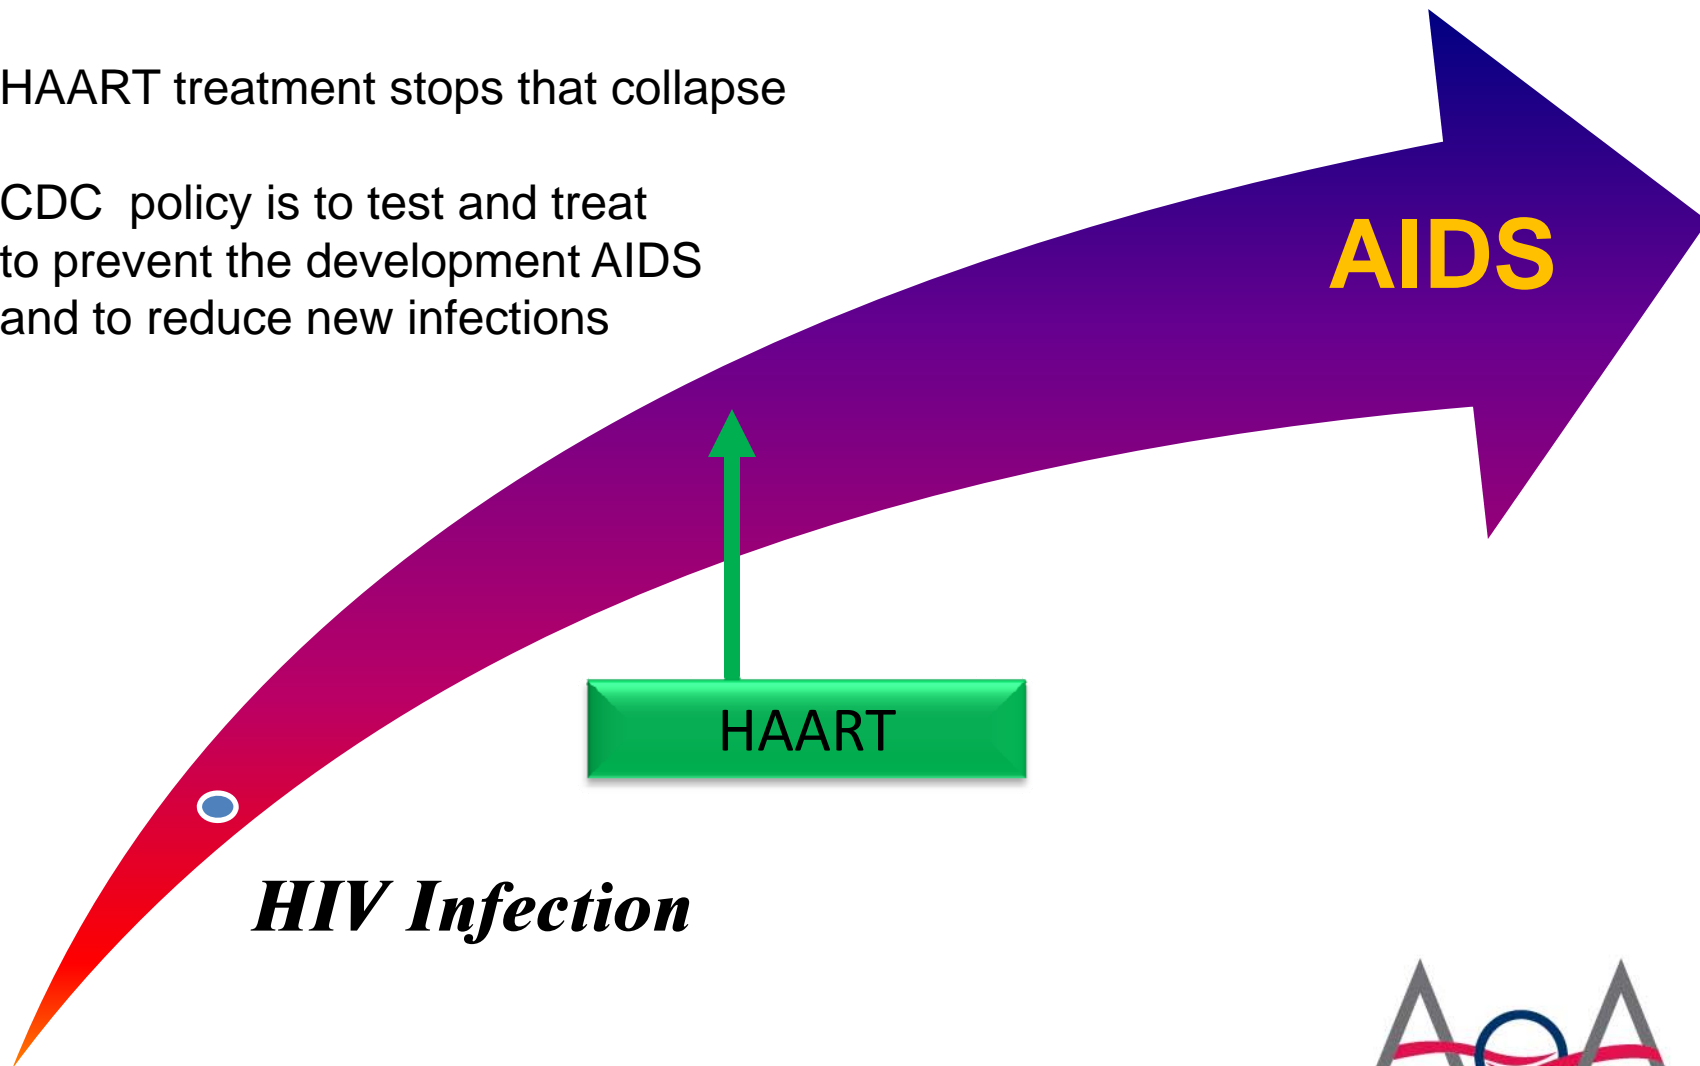 HAART treatment stops that collapse
CDC  policy is to test and treat
to prevent the development AIDS
and to reduce new infections
AIDS
HAART
HIV Infection
AoA